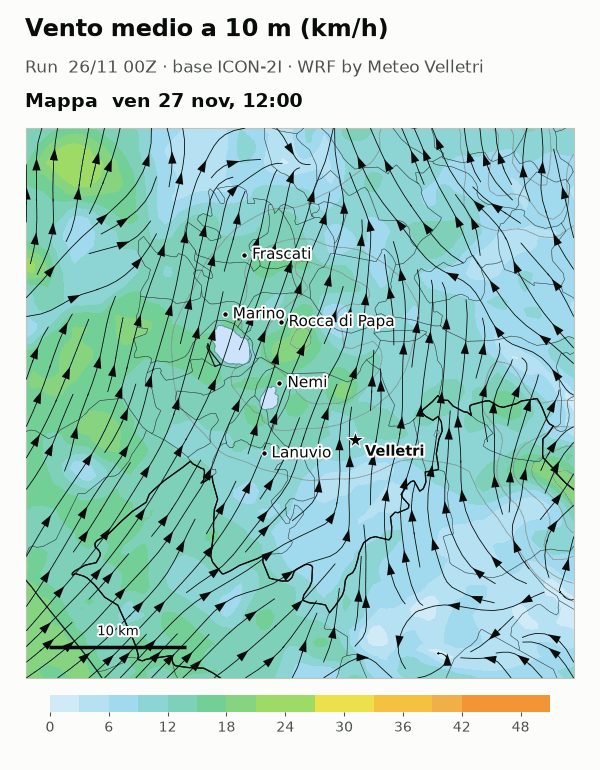 Vento medio a 10 m (km/h)
Run  26/11 00Z · base ICON-2I · WRF by Meteo Velletri
Mappa  ven 27 nov, 12:00
Frascati
Marino
Rocca di Papa
Nemi
Velletri
Lanuvio
10 km
0 6 12 18 24 30 36 42 48